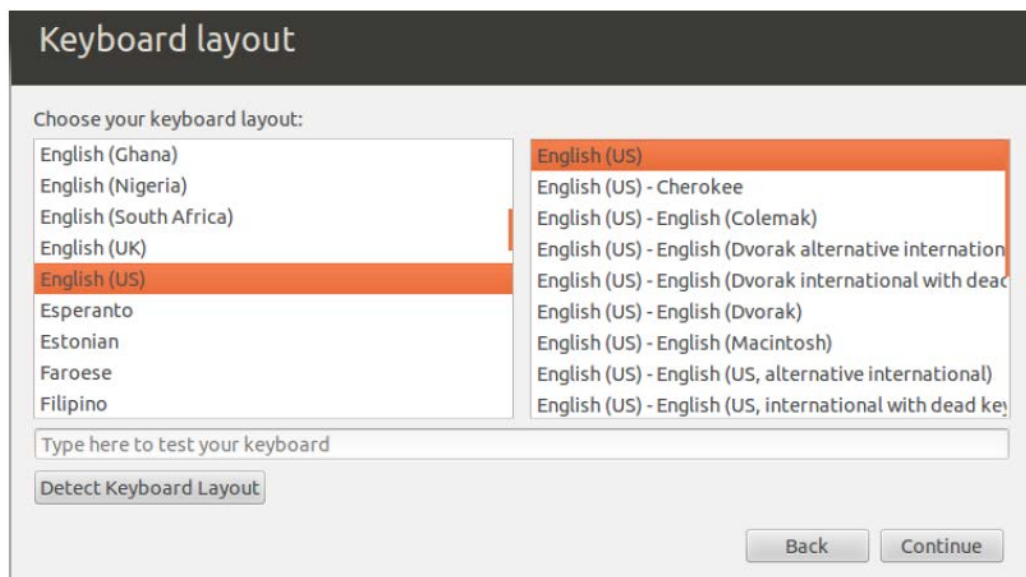 Keyboard layout
Choose your keyboard layout:
English (Ghana)
English (Nigeria)
English (South Africa)
English (UK)
English (US)
Esperanto
Estonian
Faroese
Filipino
English (US)
English (US) - Cherokee
English (US) - English (Colemak)
English (US) - English (Dvorak alternative internation
English (US) - English (Dvorak international with dead
English (US) - English (Dvorak)
English (US) - English (Macintosh)
English (US) - English (US, alternative international)
English (US) - English (US, international with dead key
Type here to test your keyboard
Detect Keyboard Layout
Back
Continue